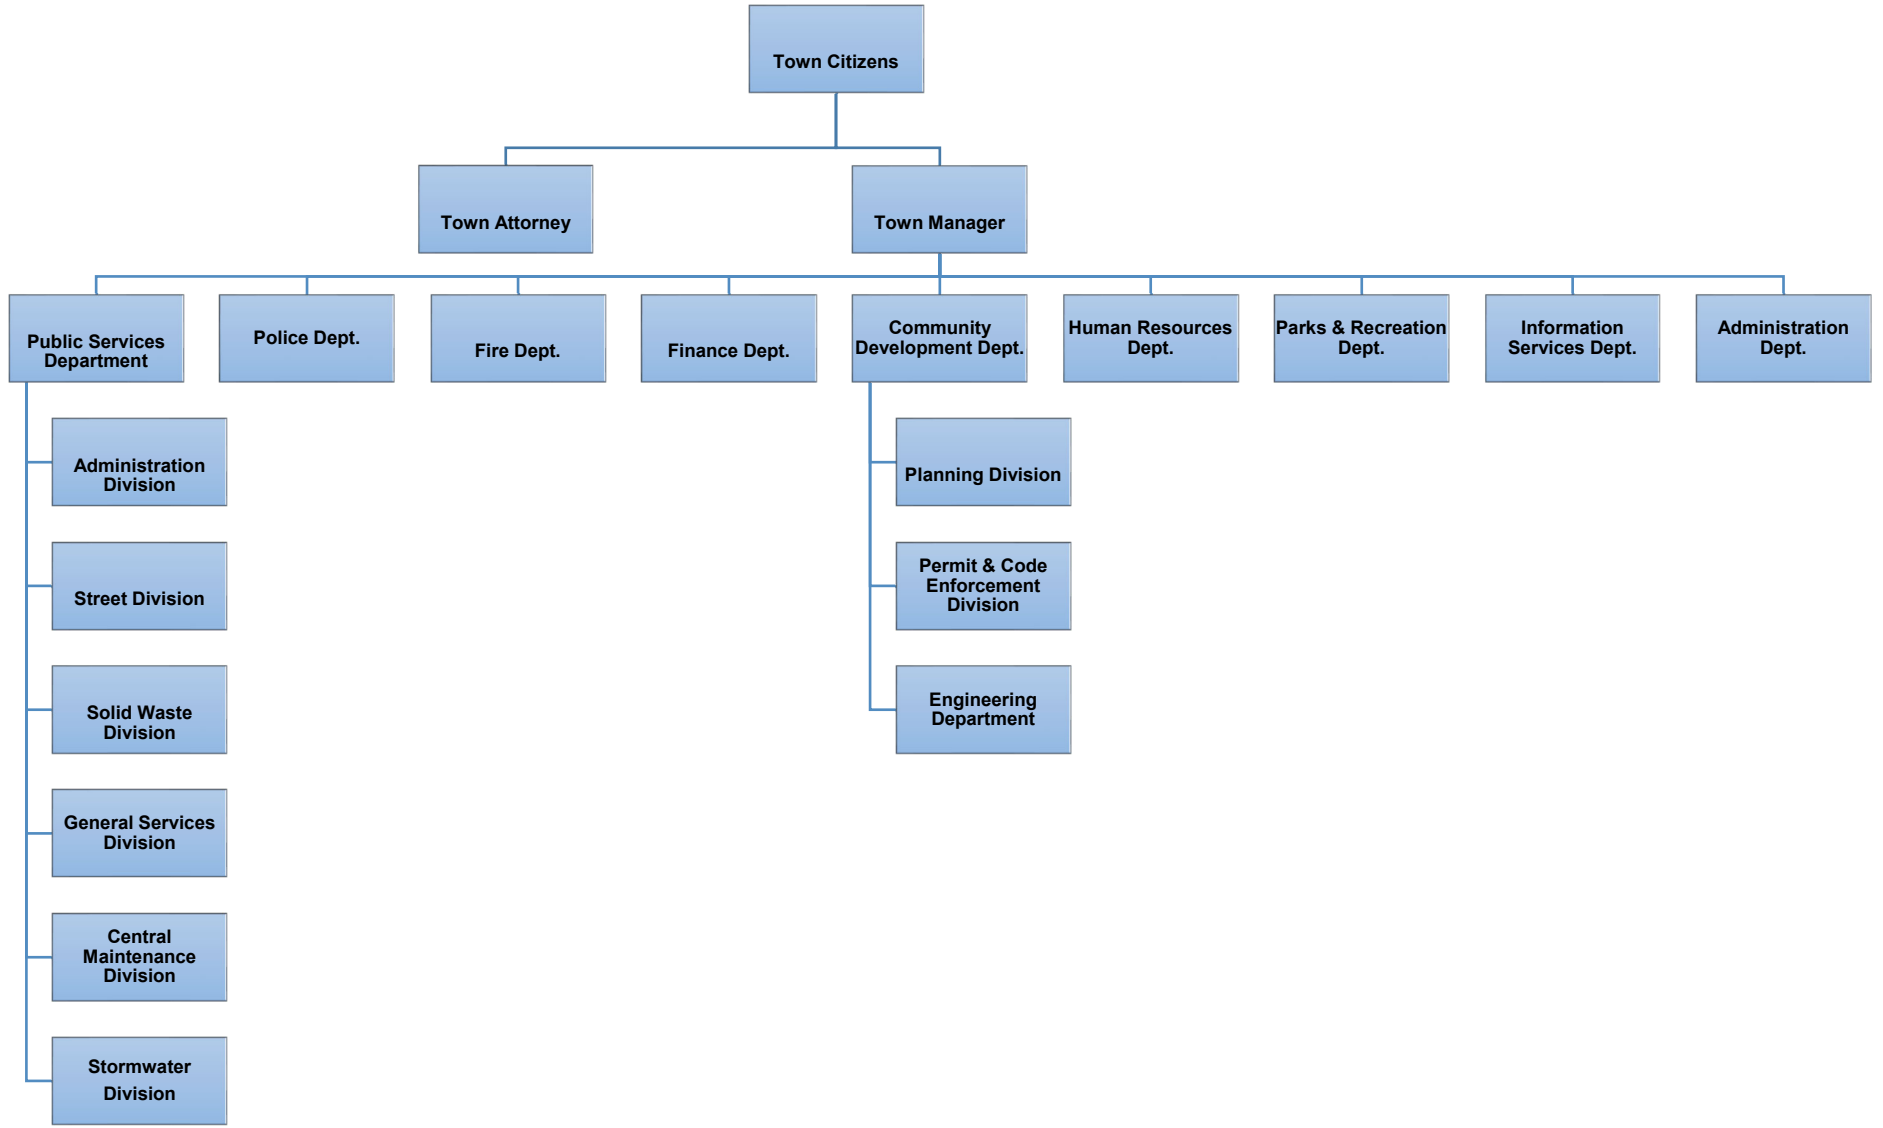 Town Citizens
Town Attorney
Town Manager
Public Services
Department
Police Dept.
Fire Dept.
Finance Dept.
Community
Development Dept.
Human Resources
Dept.
Parks & Recreation
Dept.
Information
Services Dept.
Administration
Dept.
Administration
Division
Street Division
Solid Waste
Division
General Services
Division
Central
Maintenance
Division
Stormwater
Division
Planning Division
Permit & Code
Enforcement
Division
Engineering
Department